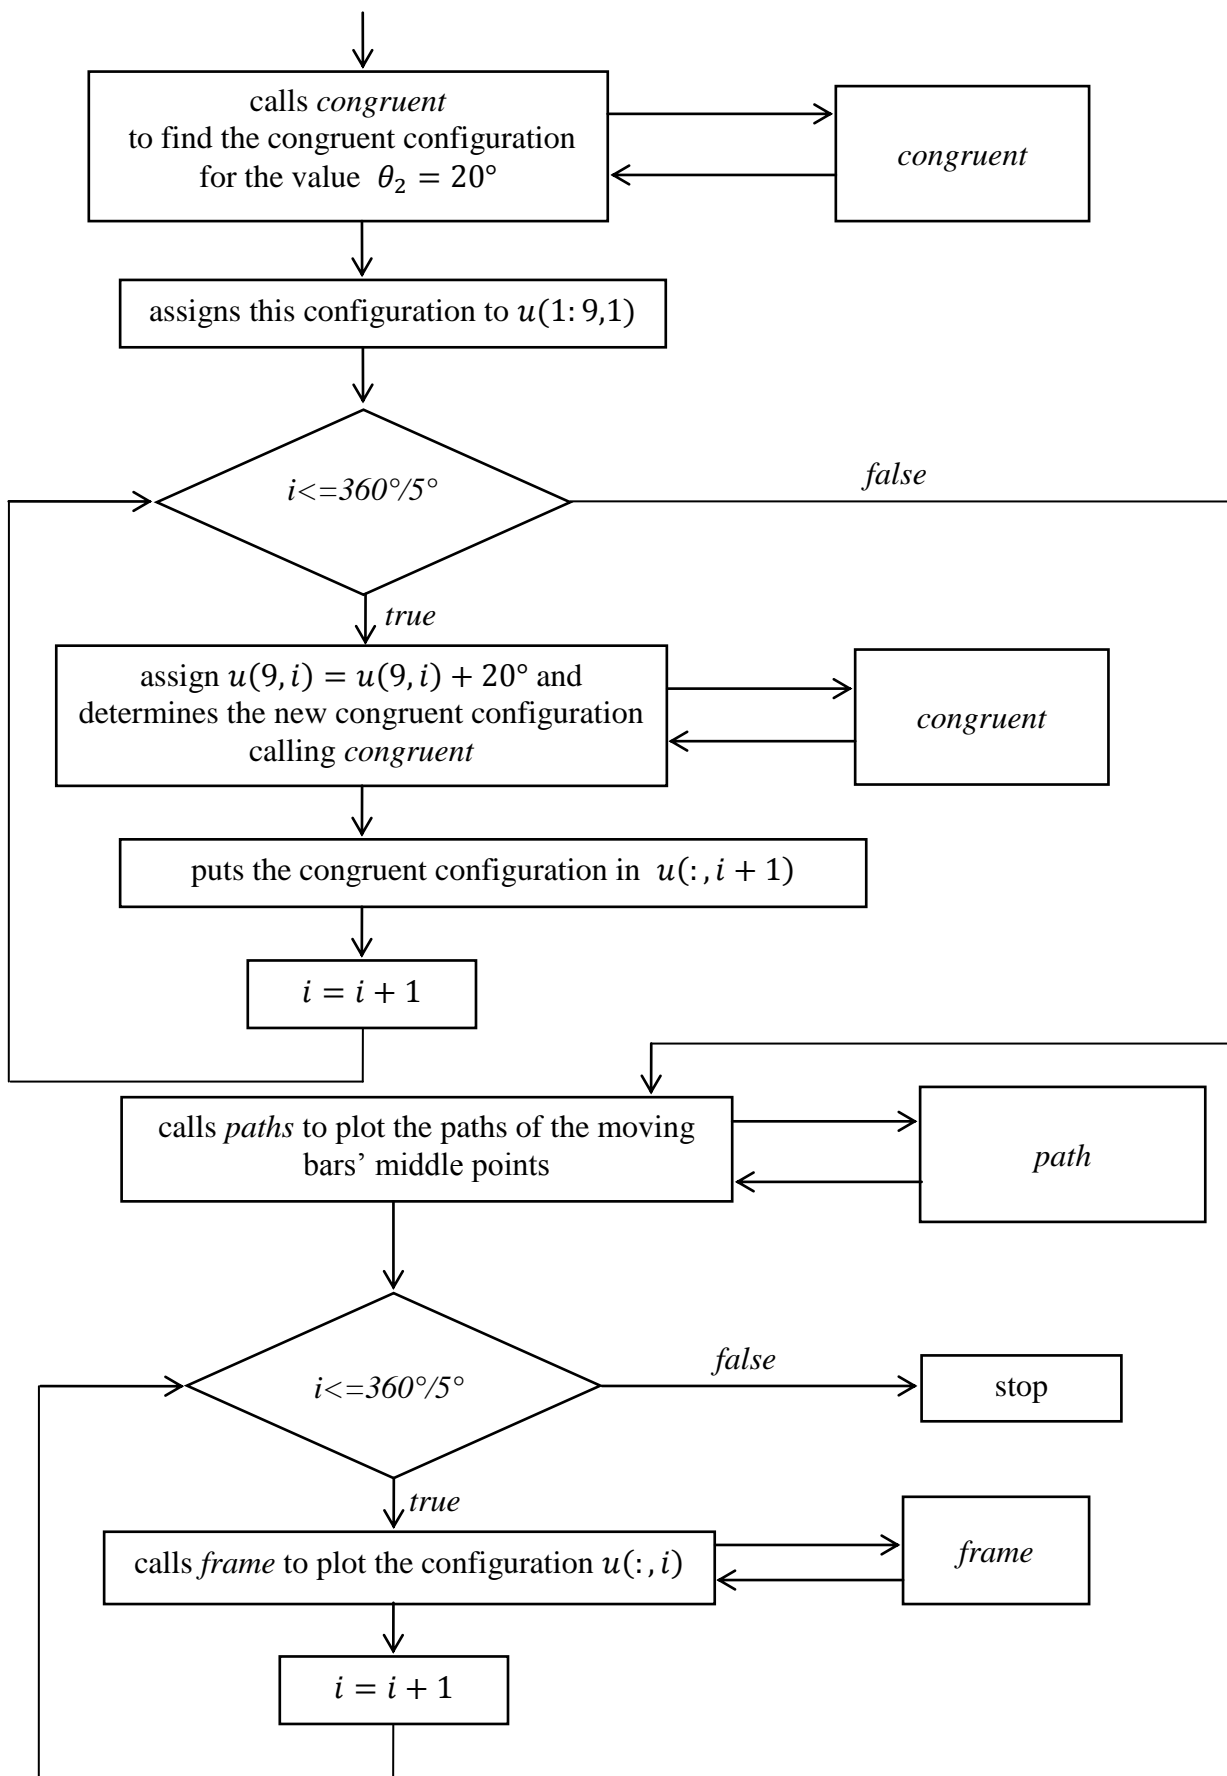 calls congruent
to find the congruent configuration
for the value θ₂ = 20°
congruent
assigns this configuration to u(1: 9,1)
i<=360°/5°
false
true
assign u(9, i) = u(9, i) + 20° and
determines the new congruent configuration
calling congruent
congruent
puts the congruent configuration in u(: , i + 1)
i = i + 1
calls paths to plot the paths of the moving
bars’ middle points
path
i<=360°/5°
false
stop
true
calls frame to plot the configuration u(: , i)
frame
i = i + 1